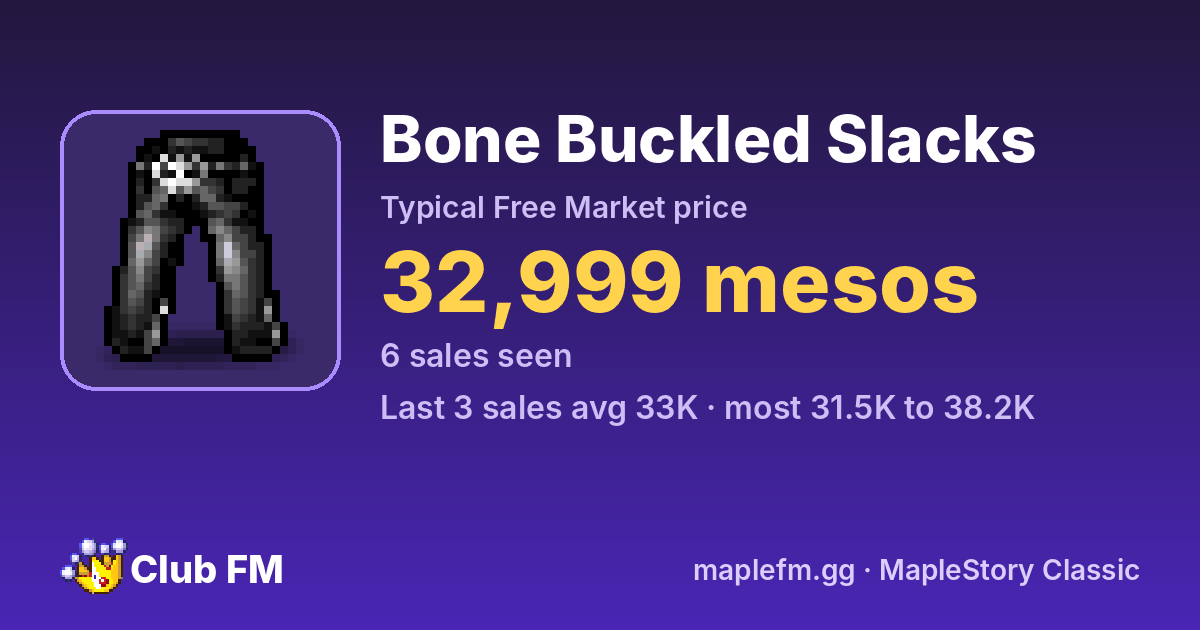 Bone Buckled Slacks
Typical Free Market price
32,999 mesos
6 sales seen
Last 3 sales avg 33K · most 31.5K to 38.2K
Club FM
maplefm.gg · MapleStory Classic